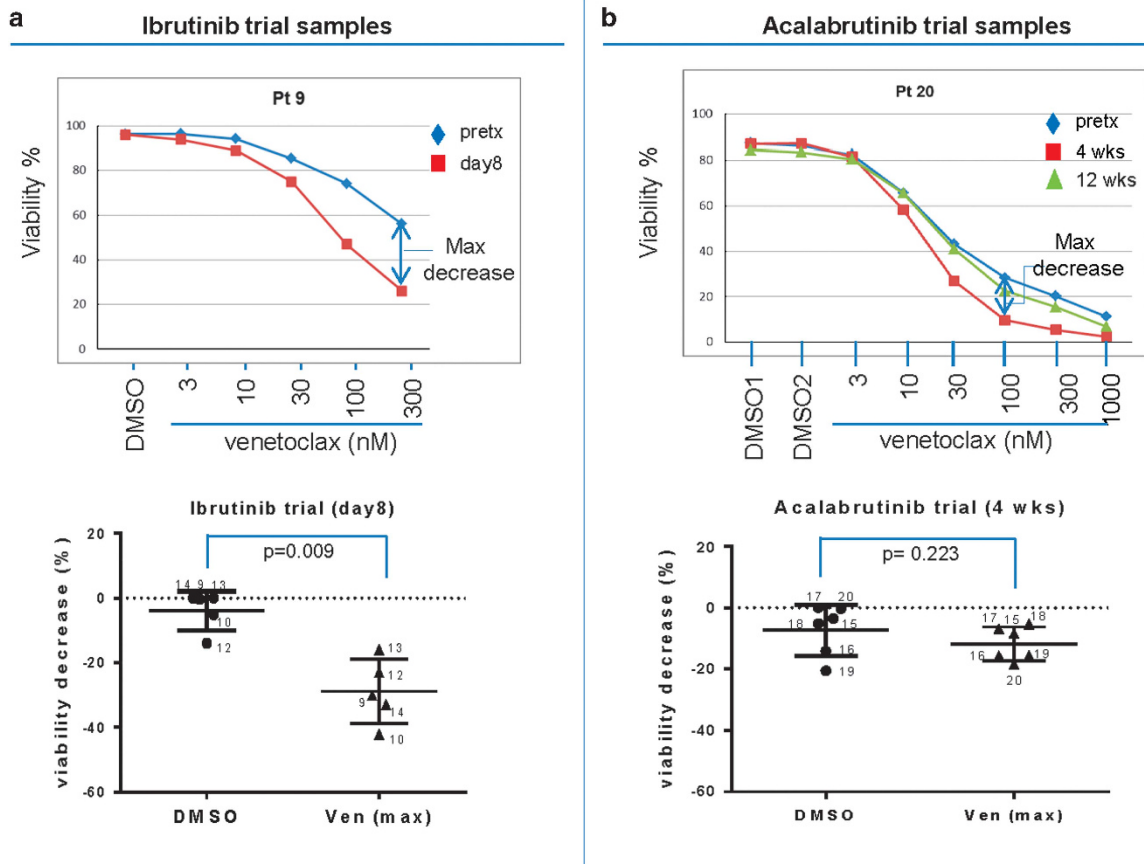 a
Ibrutinib trial samples
Pt 9
Viability %
100
80
60
40
20
0
pretx
day8
Max
decrease
DMSO
3
10
30
100
300
venetoclax (nM)
Ibrutinib trial (day8)
p=0.009
viability decrease (%)
20
0
-20
-40
-60
14 9 13
10
12
13
12
9
14
10
DMSO
Ven (max)
b
Acalabrutinib trial samples
Pt 20
Viability %
100
80
60
40
20
0
pretx
4 wks
12 wks
Max
decrease
DMSO1
DMSO2
3
10
30
100
300
1000
venetoclax (nM)
Acalabrutinib trial (4 wks)
p= 0.223
viability decrease (%)
20
0
-20
-40
-60
17 20
18 15
16
19
17 15 18
16 19
20
DMSO
Ven (max)